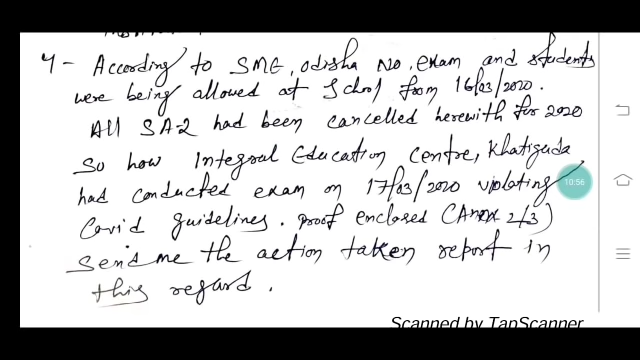 4- According to SME, odisha No. exam and students
were being allowed at School from 16/03/2020.
All SA2 had been cancelled herewith for 2020
So how Integral Education Centre, Khatiguda
had conducted exam on 17/03/2020 violating
Covid guidelines. proof enclosed (Anex 2/3)
Send me the action taken report in
this regard.
10:56
Scanned by TapScanner